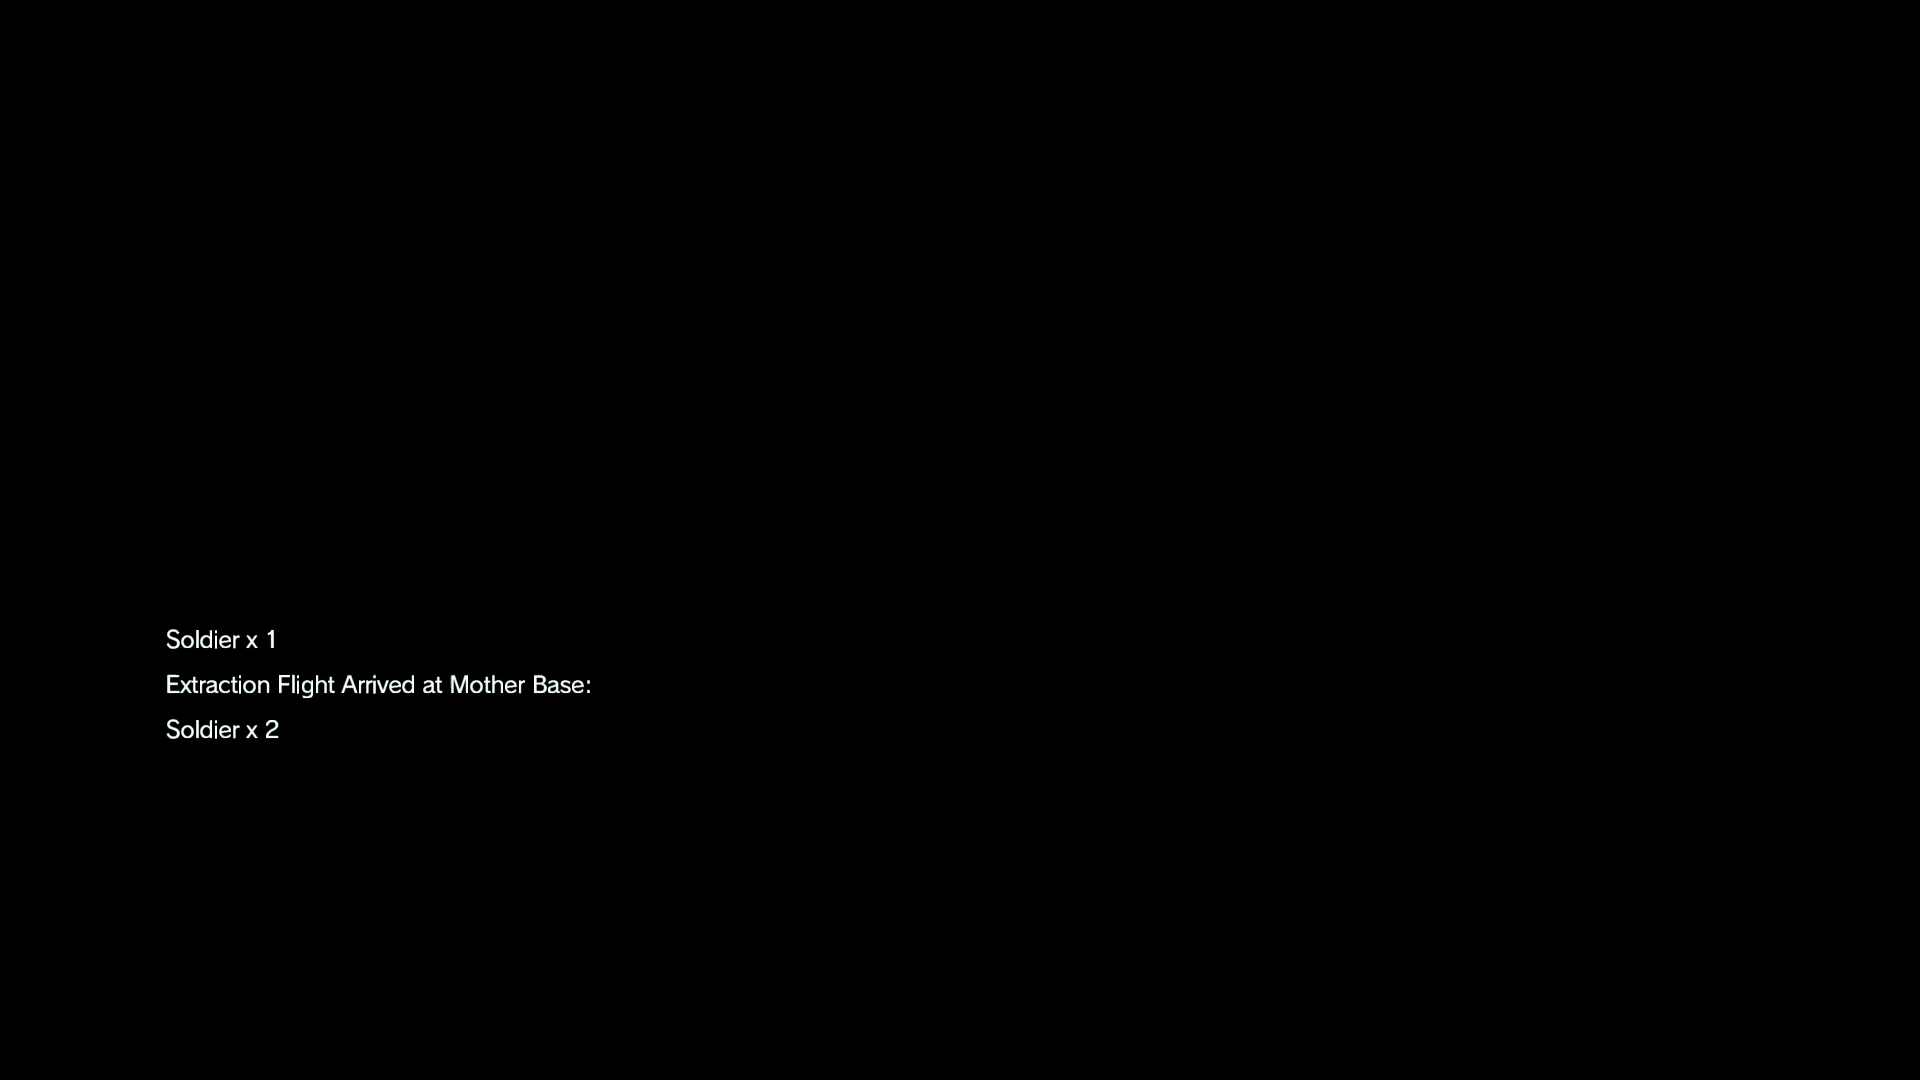 Soldier x 1
Extraction Flight Arrived at Mother Base:
Soldier x 2